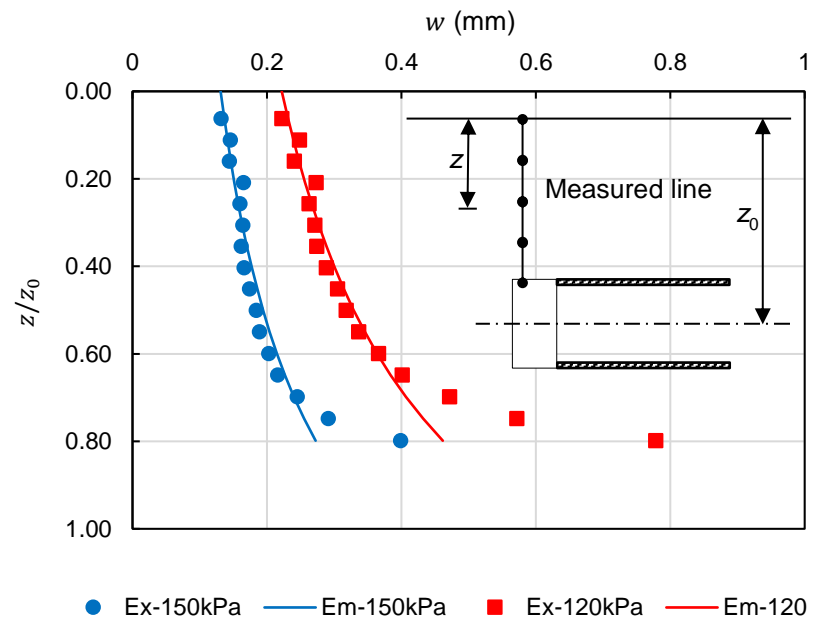 w (mm)
0 0.2 0.4 0.6 0.8 1
0.00
0.20
0.40
0.60
0.80
1.00
z/z₀
z
Measured line
z₀
Ex-150kPa Em-150kPa Ex-120kPa Em-120